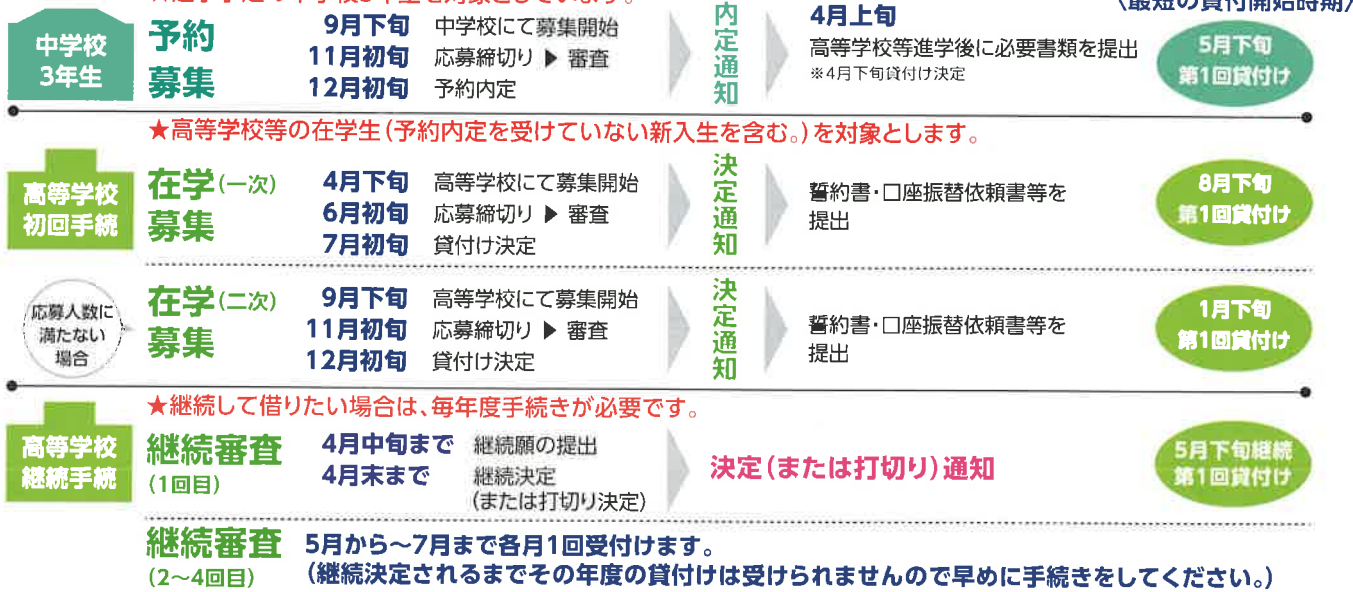 〈最短の貸付開始時期〉
中学校
3年生
予約
募集
9月下旬 中学校にて募集開始
11月初旬 応募締切り ▶ 審査
12月初旬 予約内定
内定通知
4月上旬
高等学校等進学後に必要書類を提出
※4月下旬貸付け決定
5月下旬
第1回貸付け
★高等学校等の在学生(予約内定を受けていない新入生を含む。)を対象とします。
高等学校
初回手続
在学(一次)
募集
4月下旬 高等学校にて募集開始
6月初旬 応募締切り ▶ 審査
7月初旬 貸付け決定
決定通知
誓約書・口座振替依頼書等を
提出
8月下旬
第1回貸付け
応募人数に
満たない
場合
在学(二次)
募集
9月下旬 高等学校にて募集開始
11月初旬 応募締切り ▶ 審査
12月初旬 貸付け決定
決定通知
誓約書・口座振替依頼書等を
提出
1月下旬
第1回貸付け
★継続して借りたい場合は、毎年度手続きが必要です。
高等学校
継続手続
継続審査
(1回目)
4月中旬まで 継続願の提出
4月末まで 継続決定
(または打切り決定)
決定(または打切り)通知
5月下旬継続
第1回貸付け
継続審査
(2〜4回目)
5月から〜7月まで各月1回受付けます。
(継続決定されるまでその年度の貸付けは受けられませんので早めに手続きをしてください。)